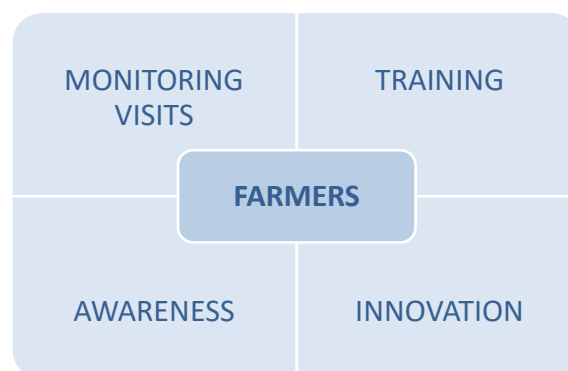 MONITORING
VISITS
TRAINING
FARMERS
AWARENESS
INNOVATION